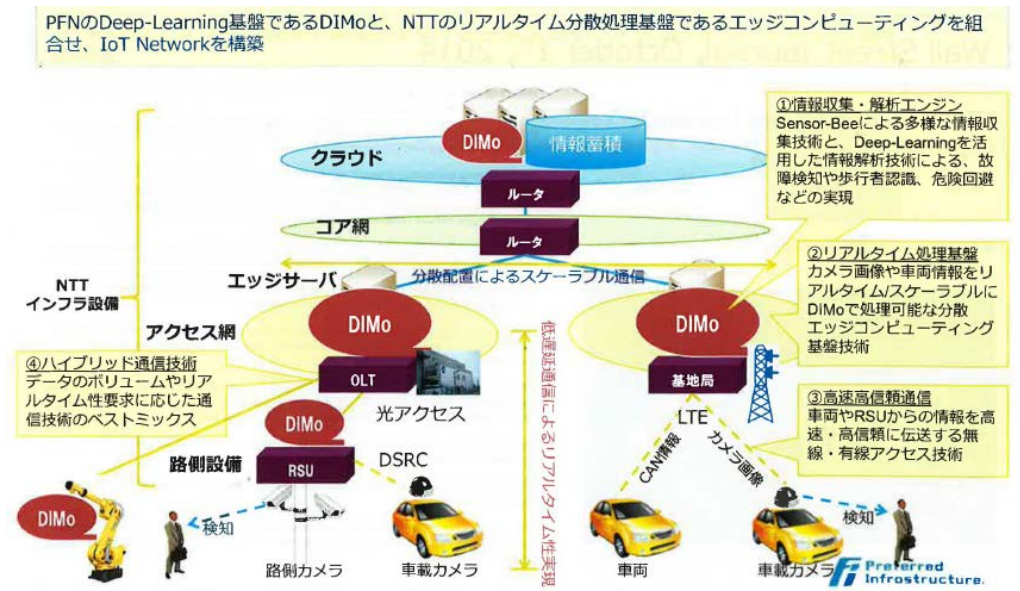 PFNのDeep-Learning基盤であるDIMoと、NTTのリアルタイム分散処理基盤であるエッジコンピューティングを組
合せ、IoT Networkを構築
①情報収集・解析エンジン
Sensor-Beeによる多様な情報収
集技術と、Deep-Learningを活
用した情報解析技術による、故
障検知や歩行者認識、危険回避
などの実現
DIMo
情報蓄積
クラウド
ルータ
コア網
ルータ
②リアルタイム処理基盤
カメラ画像や車両情報をリ
アルタイム/スケーラブルに
DIMoで処理可能な分散
エッジコンピューティング
基盤技術
エッジサーバ
分散配置によるスケーラブル通信
NTT
インフラ設備
DIMo
DIMo
アクセス網
④ハイブリッド通信技術
データのボリュームやリア
ルタイム性要求に応じた通
信技術のベストミックス
OLT
光アクセス
基地局
LTE
③高速高信頼通信
車両やRSUからの情報を高
速・高信頼に伝送する無
線・有線アクセス技術
低遅延通信によるリアルタイム性実現
DIMo
路側設備
RSU
DSRC
CAN情報
カメラ画像
DIMo
検知
検知
路側カメラ
車載カメラ
車両
車載カメラ
Preferred
Infrastructure.